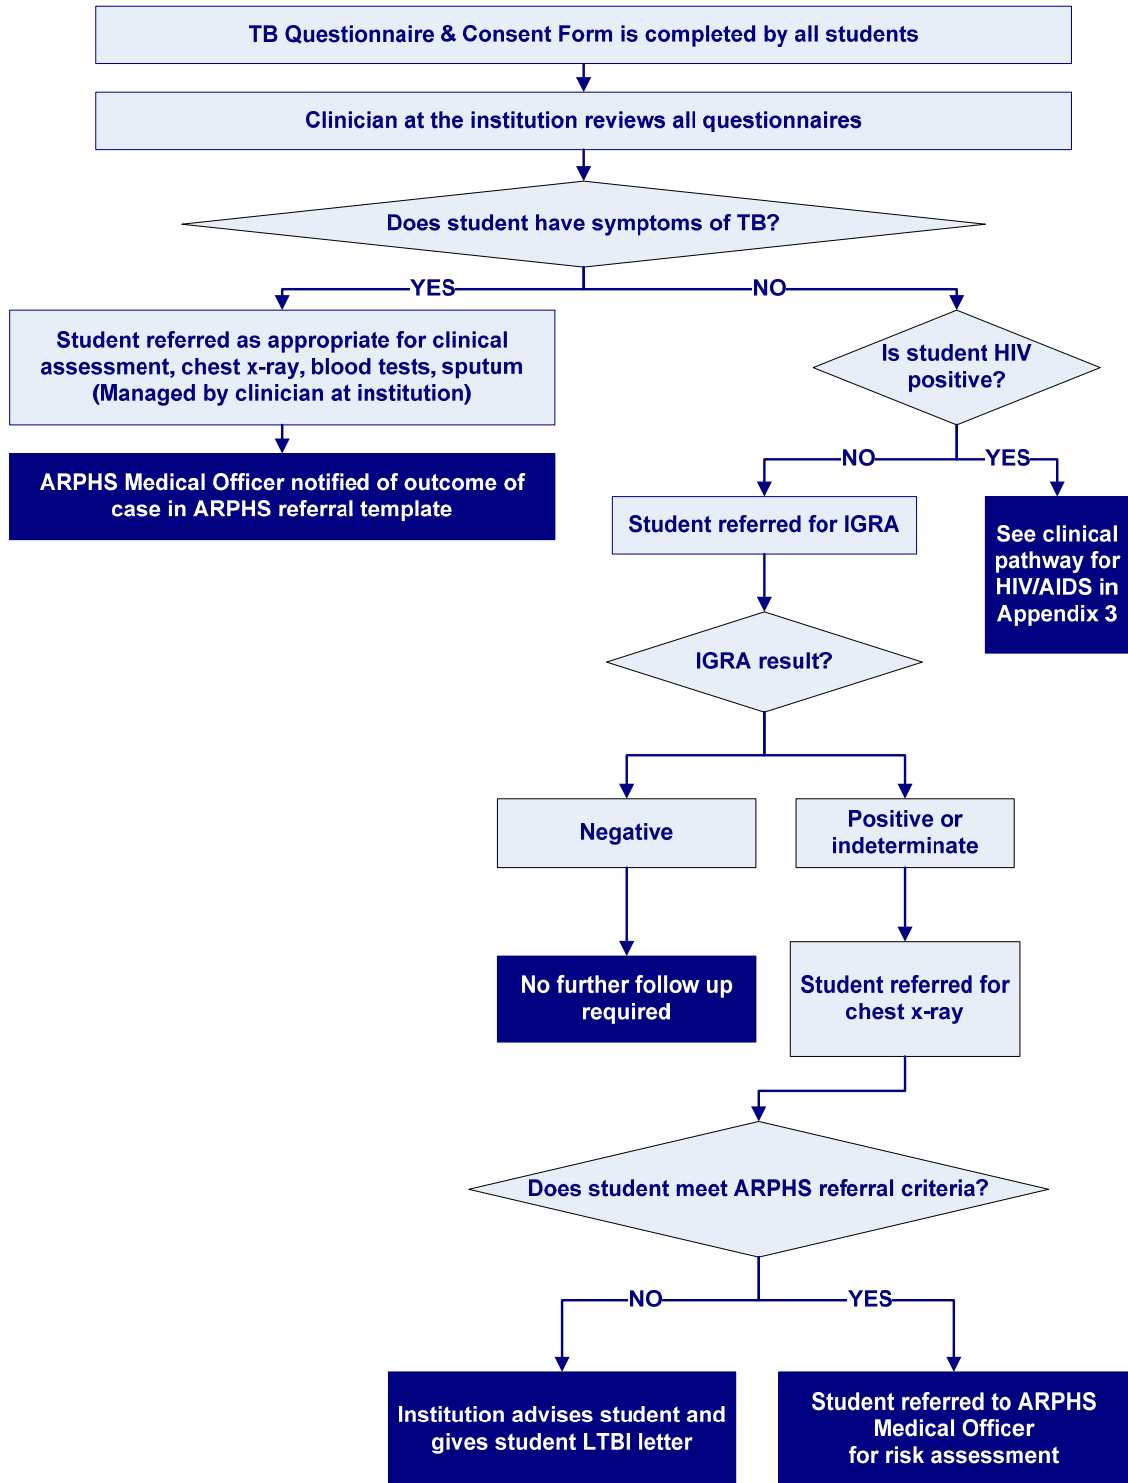 TB Questionnaire & Consent Form is completed by all students
Clinician at the institution reviews all questionnaires
Does student have symptoms of TB?
YES
NO
Student referred as appropriate for clinical
assessment, chest x-ray, blood tests, sputum
(Managed by clinician at institution)
Is student HIV
positive?
ARPHS Medical Officer notified of outcome of
case in ARPHS referral template
NO
YES
Student referred for IGRA
See clinical
pathway for
HIV/AIDS in
Appendix 3
IGRA result?
Negative
Positive or
indeterminate
No further follow up
required
Student referred for
chest x-ray
Does student meet ARPHS referral criteria?
NO
YES
Institution advises student and
gives student LTBI letter
Student referred to ARPHS
Medical Officer
for risk assessment